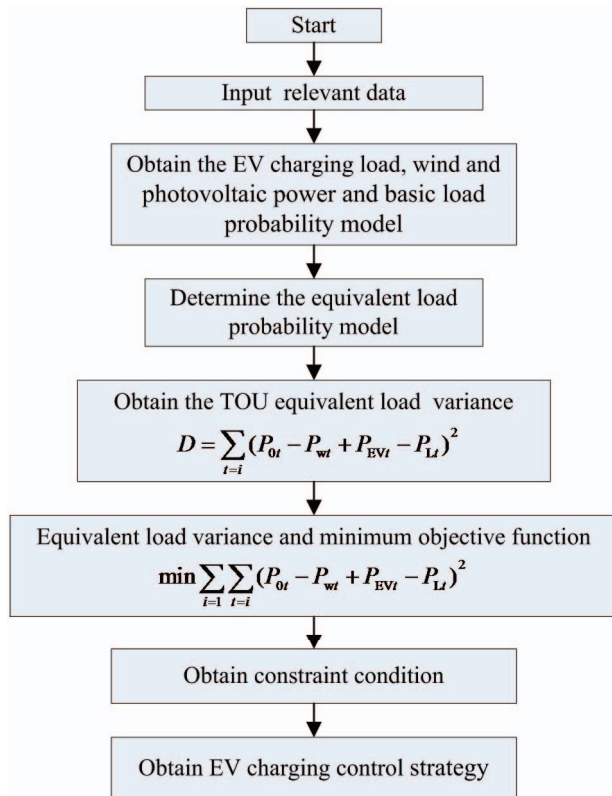 Start
Input relevant data
Obtain the EV charging load, wind and
photovoltaic power and basic load
probability model
Determine the equivalent load
probability model
Obtain the TOU equivalent load variance
D = ∑_{t=i} (P_{0t} − P_{wt} + P_{EVt} − P_{Lt})^2
Equivalent load variance and minimum objective function
min ∑_{i=1} ∑_{t=i} (P_{0t} − P_{wt} + P_{EVt} − P_{Lt})^2
Obtain constraint condition
Obtain EV charging control strategy